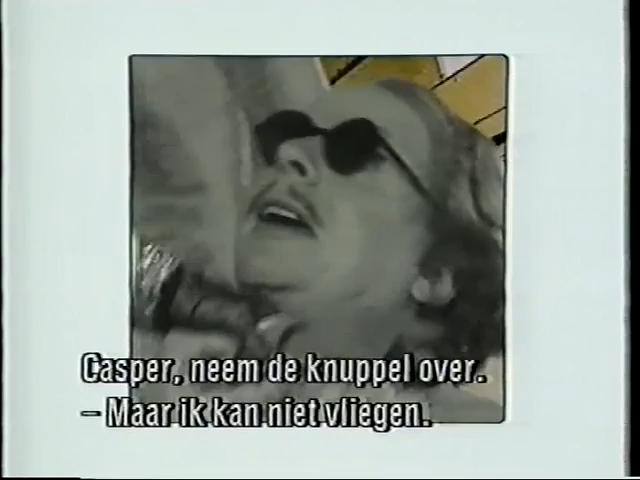 Casper, neem de knuppel over.
– Maar ik kan niet vliegen.